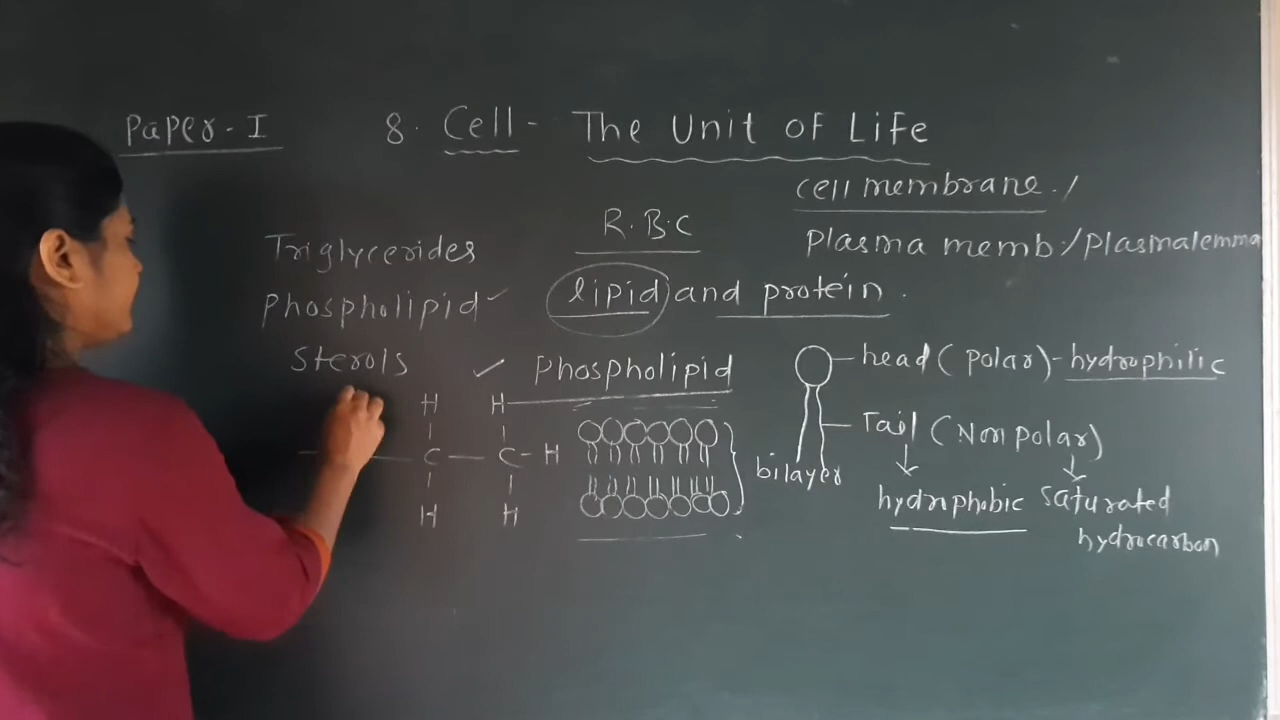 Paper-I
8. Cell- The Unit of Life
cell membrane./
plasma memb./plasmalemma
R.B.C
Triglycerides
lipid and protein.
Phospholipid
Sterols
Phospholipid
head (polar)-hydrophilic
Tail (Non polar)
bilayer
hydrophobic
saturated
hydrocarbon
H H
C — C - H
H H